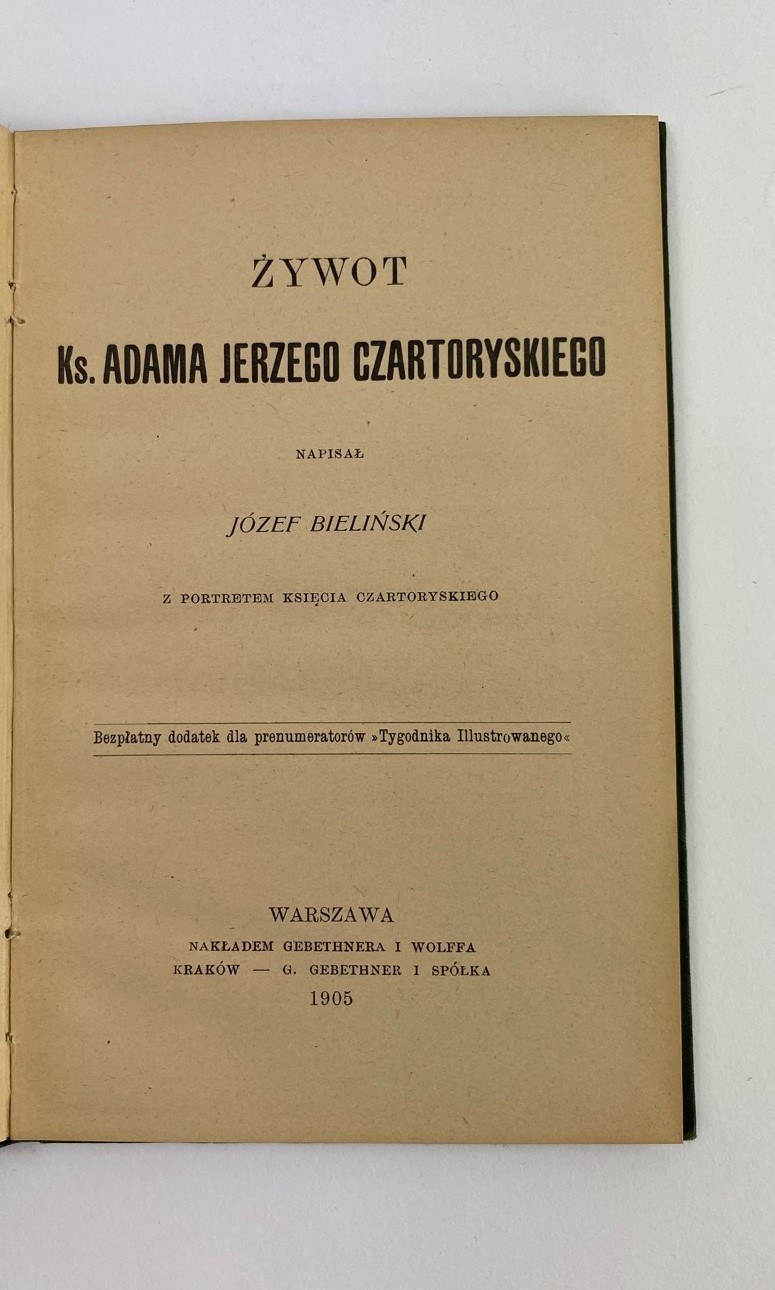 ŻYWOT
Ks. ADAMA JERZEGO CZARTORYSKIEGO
NAPISAŁ
JÓZEF BIELIŃSKI
Z PORTRETEM KSIĘCIA CZARTORYSKIEGO
Bezpłatny dodatek dla prenumeratorów »Tygodnika Illustrowanego«
WARSZAWA
NAKŁADEM GEBETHNERA I WOLFFA
KRAKÓW — G. GEBETHNER I SPÓŁKA
1905